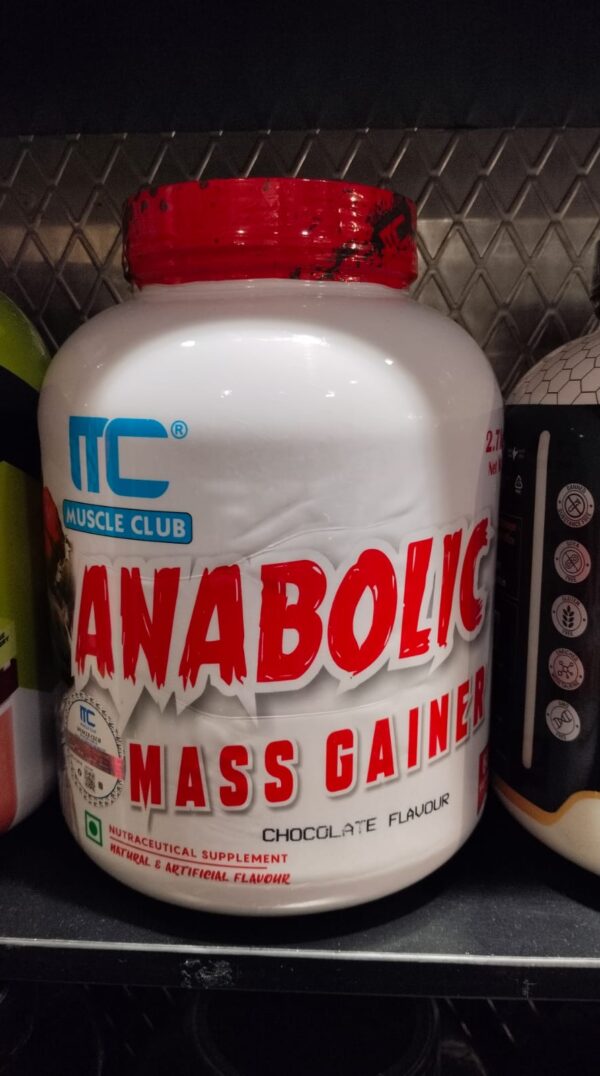 MC®
MUSCLE CLUB
ANABOLIC
MASS GAINER
CHOCOLATE FLAVOUR
NUTRACEUTICAL SUPPLEMENT
NATURAL & ARTIFICIAL FLAVOUR